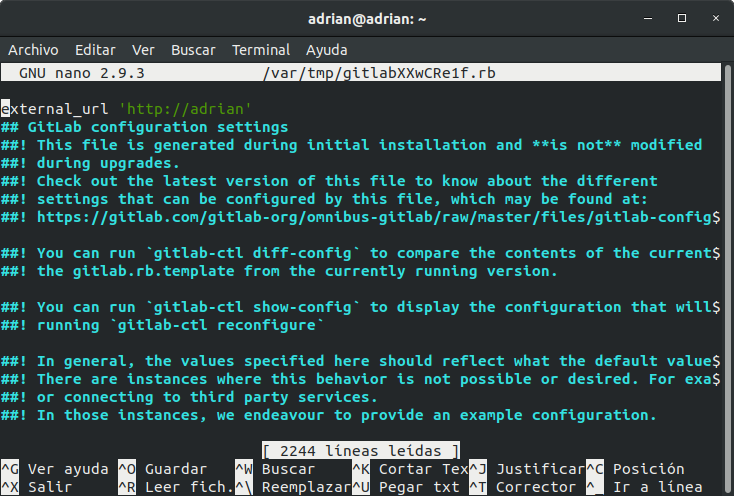 adrian@adrian: ~
Archivo Editar Ver Buscar Terminal Ayuda
GNU nano 2.9.3 /var/tmp/gitlabXXwCRe1f.rb
external_url 'http://adrian'
## GitLab configuration settings
##! This file is generated during initial installation and **is not** modified
##! during upgrades.
##! Check out the latest version of this file to know about the different
##! settings that can be configured by this file, which may be found at:
##! https://gitlab.com/gitlab-org/omnibus-gitlab/raw/master/files/gitlab-config$
##! You can run `gitlab-ctl diff-config` to compare the contents of the current$
##! the gitlab.rb.template from the currently running version.
##! You can run `gitlab-ctl show-config` to display the configuration that will$
##! running `gitlab-ctl reconfigure`
##! In general, the values specified here should reflect what the default value$
##! There are instances where this behavior is not possible or desired. For exa$
##! or connecting to third party services.
##! In those instances, we endeavour to provide an example configuration.
[ 2244 líneas leídas ]
^G Ver ayuda ^O Guardar ^W Buscar ^K Cortar Tex ^J Justificar ^C Posición
^X Salir ^R Leer fich. ^\ Reemplazar ^U Pegar txt ^T Corrector ^_ Ir a línea